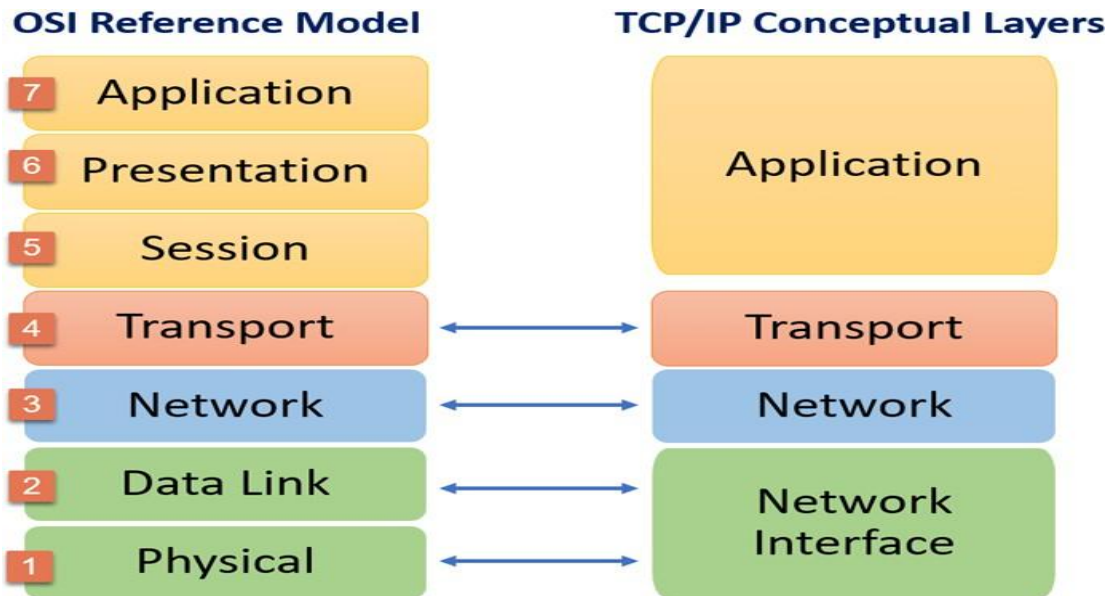 OSI Reference Model
TCP/IP Conceptual Layers
7 Application
6 Presentation
5 Session
4 Transport
3 Network
2 Data Link
1 Physical
Application
Transport
Network
Network
Interface